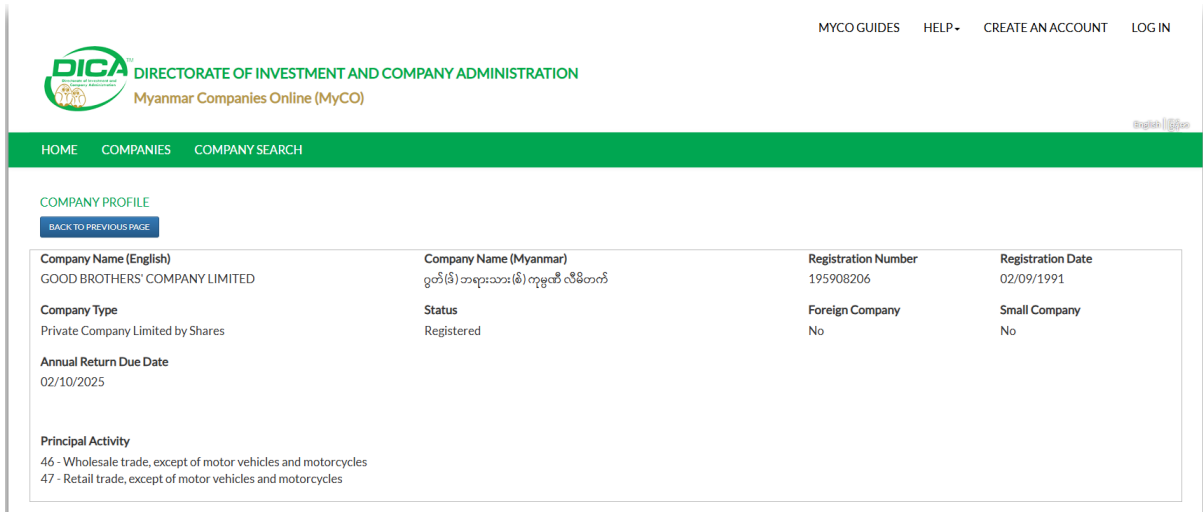 MYCO GUIDES HELP CREATE AN ACCOUNT LOG IN
DICA
DIRECTORATE OF INVESTMENT AND COMPANY ADMINISTRATION
Myanmar Companies Online (MyCO)
English | မြန်မာ
HOME COMPANIES COMPANY SEARCH
COMPANY PROFILE
BACK TO PREVIOUS PAGE
Company Name (English) Company Name (Myanmar) Registration Number Registration Date
GOOD BROTHERS' COMPANY LIMITED ဂွတ်(ဒ်) ဘရားသား(စ်) ကုမ္ပဏီ လီမိတက် 195908206 02/09/1991
Company Type Status Foreign Company Small Company
Private Company Limited by Shares Registered No No
Annual Return Due Date
02/10/2025
Principal Activity
46 - Wholesale trade, except of motor vehicles and motorcycles
47 - Retail trade, except of motor vehicles and motorcycles